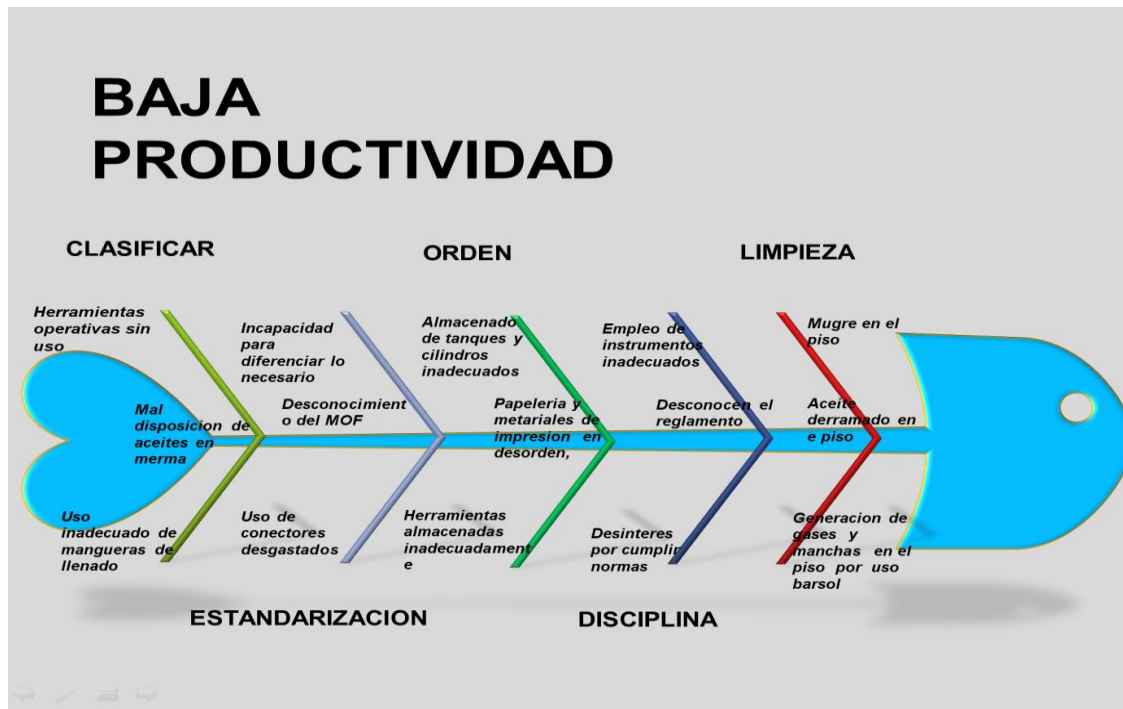 BAJA
PRODUCTIVIDAD
CLASIFICAR
ORDEN
LIMPIEZA
Herramientas
operativas sin
uso
Incapacidad
para
diferenciar lo
necesario
Almacenado
de tanques y
cilindros
inadecuados
Empleo de
instrumentos
inadecuados
Mugre en el
piso
Mal
disposicion de
aceites en
merma
Desconocimient
o del MOF
Papeleria y
metariales de
impresion en
desorden,
Desconocen el
reglamento
Aceite
derramado en
e piso
Uso
inadecuado de
mangueras de
llenado
Uso de
conectores
desgastados
Herramientas
almacenadas
inadecuadament
e
Desinteres
por cumplir
normas
Generacion de
gases y
manchas en el
piso por uso
barsol
ESTANDARIZACION
DISCIPLINA